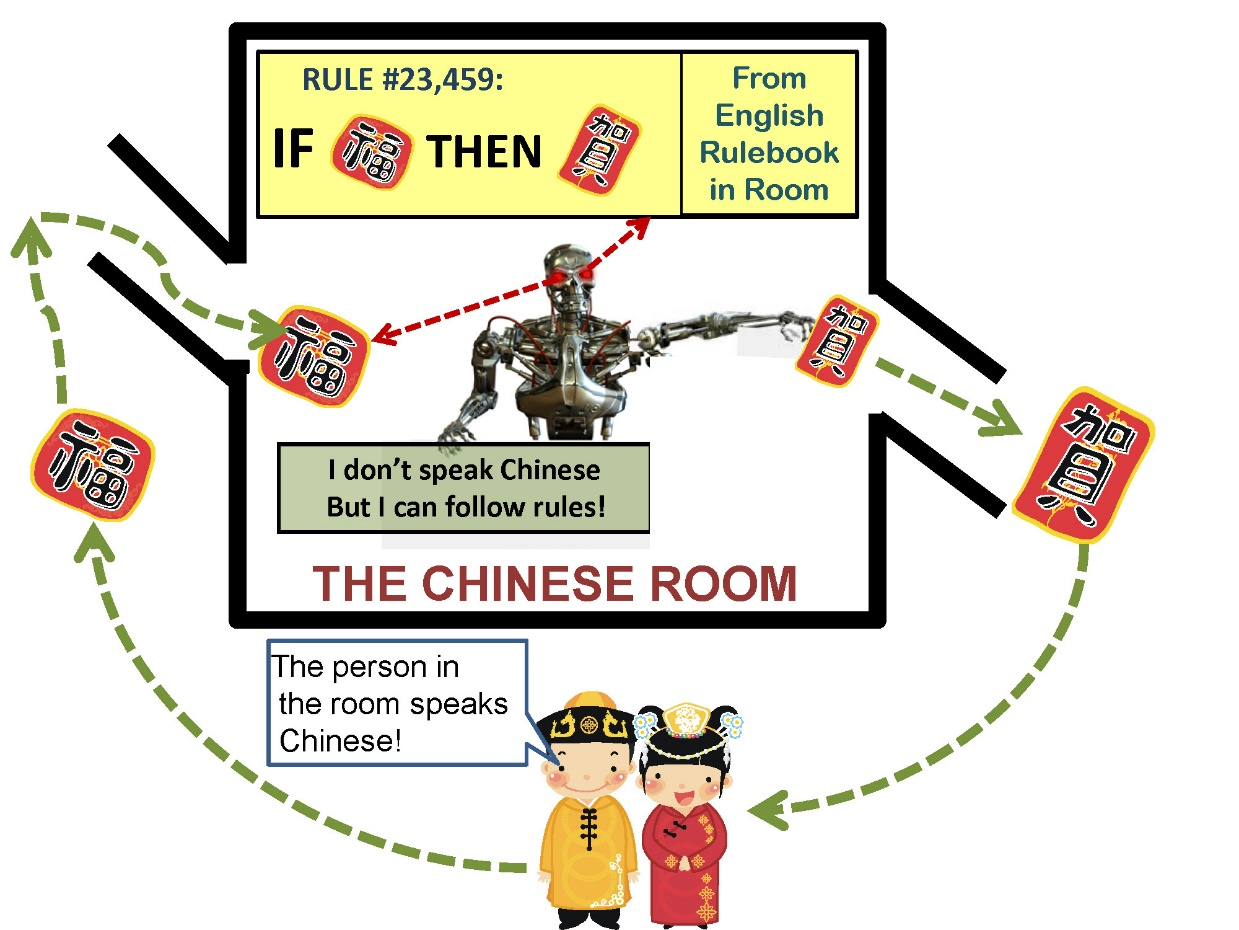 RULE #23,459:
IF 福 THEN 賀
From
English
Rulebook
in Room
福
賀
福
賀
I don’t speak Chinese
But I can follow rules!
THE CHINESE ROOM
The person in
the room speaks
Chinese!